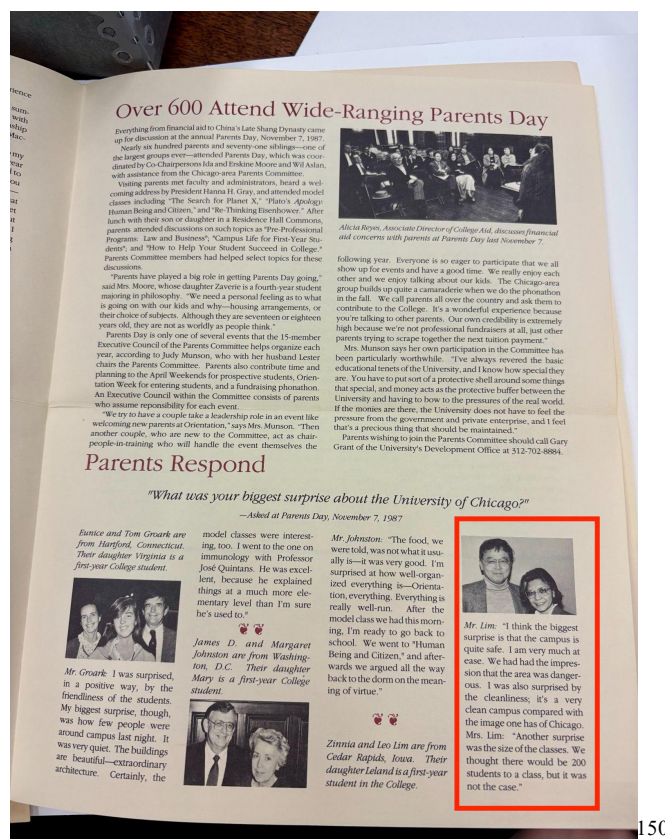 rience
sum-
with
ship
Mac-
my
war
l to
ou
—
at
et
Over 600 Attend Wide-Ranging Parents Day
Everything from financial aid to China's Late Shang Dynasty came
up for discussion at the annual Parents Day, November 7, 1987.
Nearly six hundred parents and seventy-one siblings—one of
the largest groups ever—attended Parents Day, which was coor-
dinated by Co-Chairpersons Ida and Erskine Moore and Wil Aslan,
with assistance from the Chicago-area Parents Committee.
Visiting parents met faculty and administrators, heard a wel-
coming address by President Hanna H. Gray, and attended model
classes including "The Search for Planet X," "Plato's Apology:
Human Being and Citizen," and "Re-Thinking Eisenhower." After
lunch with their son or daughter in a Residence Hall Commons,
parents attended discussions on such topics as "Pre-Professional
Programs: Law and Business"; "Campus Life for First-Year Stu-
dents"; and "How to Help Your Student Succeed in College."
Parents Committee members had helped select topics for these
discussions.
"Parents have played a big role in getting Parents Day going,"
said Mrs. Moore, whose daughter Zaverie is a fourth-year student
majoring in philosophy. "We need a personal feeling as to what
is going on with our kids and why—housing arrangements, or
their choice of subjects. Although they are seventeen or eighteen
years old, they are not as worldly as people think."
Parents Day is only one of several events that the 15-member
Executive Council of the Parents Committee helps organize each
year, according to Judy Munson, who with her husband Lester
chairs the Parents Committee. Parents also contribute time and
planning to the April Weekends for prospective students, Orien-
tation Week for entering students, and a fundraising phonathon.
An Executive Council within the Committee consists of parents
who assume responsibility for each event.
"We try to have a couple take a leadership role in an event like
welcoming new parents at Orientation," says Mrs. Munson. "Then
another couple, who are new to the Committee, act as chair-
people-in-training who will handle the event themselves the
Alicia Reyes, Associate Director of College Aid, discusses financial
aid concerns with parents at Parents Day last November 7.
following year. Everyone is so eager to participate that we all
show up for events and have a good time. We really enjoy each
other and we enjoy talking about our kids. The Chicago-area
group builds up quite a camaraderie when we do the phonathon
in the fall. We call parents all over the country and ask them to
contribute to the College. It's a wonderful experience because
you're talking to other parents. Our own credibility is extremely
high because we're not professional fundraisers at all, just other
parents trying to scrape together the next tuition payment."
Mrs. Munson says her own participation in the Committee has
been particularly worthwhile. "I've always revered the basic
educational tenets of the University, and I know how special they
are. You have to put sort of a protective shell around some things
that special, and money acts as the protective buffer between the
University and having to bow to the pressures of the real world.
If the monies are there, the University does not have to feel the
pressure from the government and private enterprise, and I feel
that's a precious thing that should be maintained."
Parents wishing to join the Parents Committee should call Gary
Grant of the University's Development Office at 312-702-8884.
Parents Respond
"What was your biggest surprise about the University of Chicago?"
—Asked at Parents Day, November 7, 1987
Eunice and Tom Groark are
from Hartford, Connecticut.
Their daughter Virginia is a
first-year College student.
Mr. Groark: I was surprised,
in a positive way, by the
friendliness of the students.
My biggest surprise, though,
was how few people were
around campus last night. It
was very quiet. The buildings
are beautiful—extraordinary
architecture. Certainly, the
model classes were interest-
ing, too. I went to the one on
immunology with Professor
José Quintans. He was excel-
lent, because he explained
things at a much more ele-
mentary level than I'm sure
he's used to."
James D. and Margaret
Johnston are from Washing-
ton, D.C. Their daughter
Mary is a first-year College
student.
Mr. Johnston: "The food, we
were told, was not what it usu-
ally is—it was very good. I'm
surprised at how well-organ-
ized everything is—Orienta-
tion, everything. Everything is
really well-run. After the
model class we had this morn-
ing, I'm ready to go back to
school. We went to "Human
Being and Citizen," and after-
wards we argued all the way
back to the dorm on the mean-
ing of virtue."
Zinnia and Leo Lim are from
Cedar Rapids, Iowa. Their
daughter Leland is a first-year
student in the College.
Mr. Lim: "I think the biggest
surprise is that the campus is
quite safe. I am very much at
ease. We had had the impres-
sion that the area was danger-
ous. I was also surprised by
the cleanliness; it's a very
clean campus compared with
the image one has of Chicago.
Mrs. Lim: "Another surprise
was the size of the classes. We
thought there would be 200
students to a class, but it was
not the case."
150